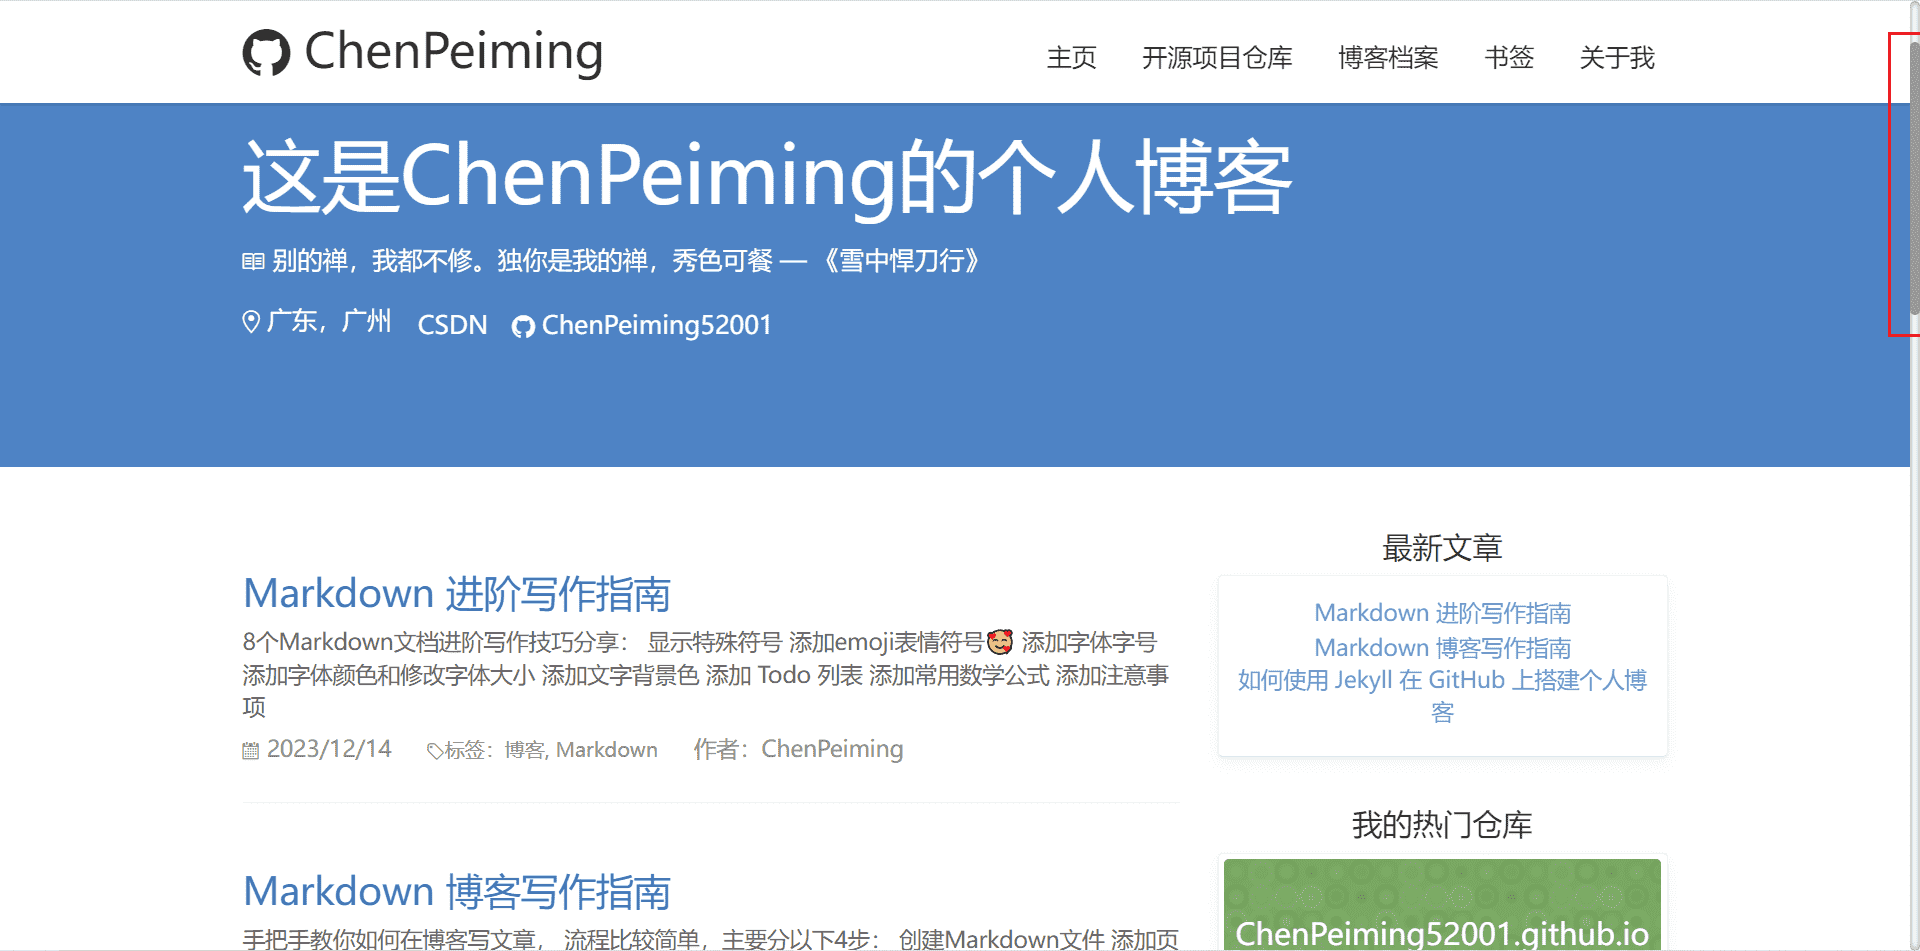 ChenPeiming
主页 开源项目仓库 博客档案 书签 关于我
这是ChenPeiming的个人博客
别的禅，我都不修。独你是我的禅，秀色可餐 — 《雪中悍刀行》
广东，广州 CSDN ChenPeiming52001
Markdown 进阶写作指南
8个Markdown文档进阶写作技巧分享： 显示特殊符号 添加emoji表情符号🥰 添加字体字号
添加字体颜色和修改字体大小 添加文字背景色 添加 Todo 列表 添加常用数学公式 添加注意事
项
2023/12/14 标签：博客, Markdown 作者：ChenPeiming
Markdown 博客写作指南
手把手教你如何在博客写文章， 流程比较简单，主要分以下4步： 创建Markdown文件 添加页
最新文章
Markdown 进阶写作指南
Markdown 博客写作指南
如何使用 Jekyll 在 GitHub 上搭建个人博
客
我的热门仓库
ChenPeiming52001.github.io